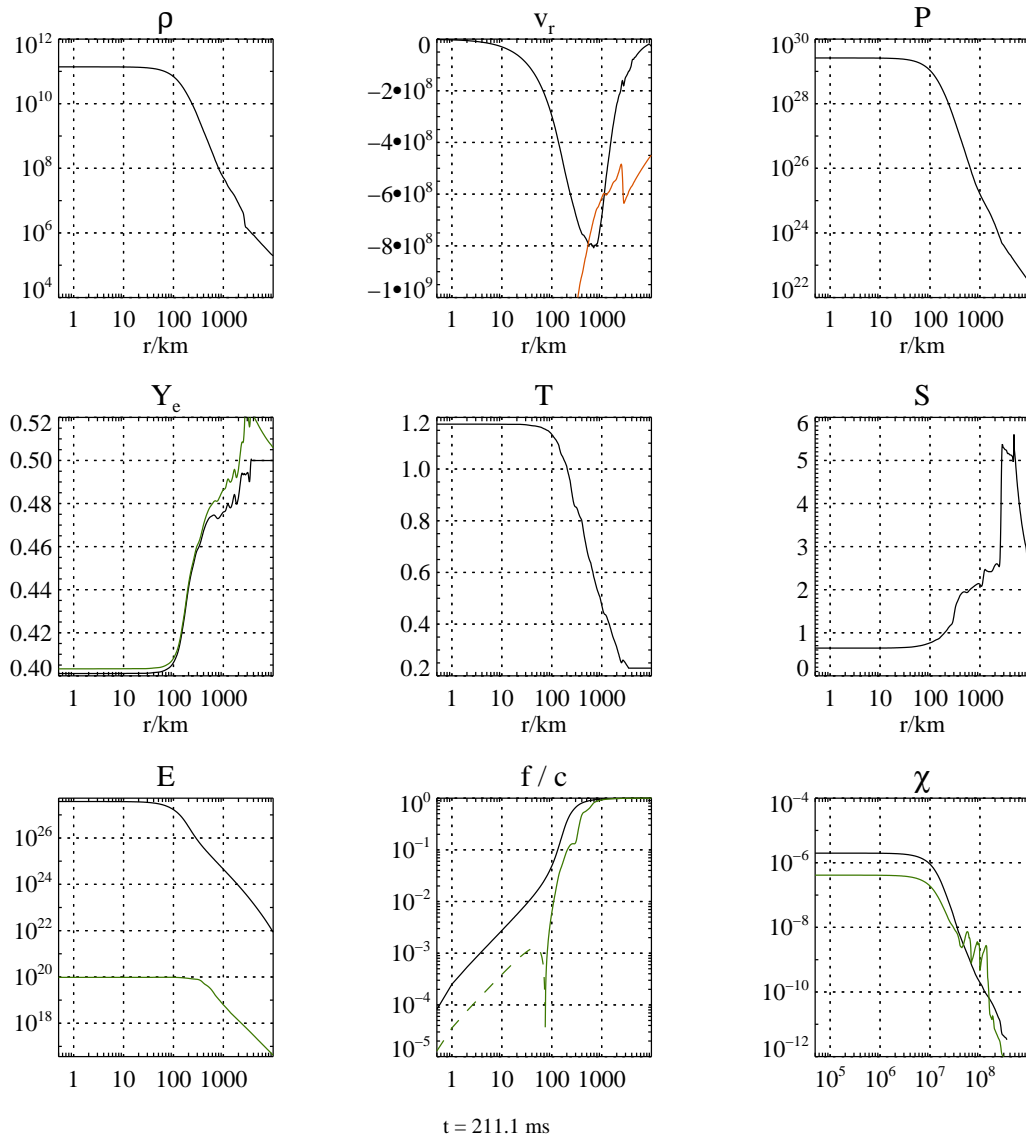 ρ
v_r
P
10^12
10^10
10^8
10^6
10^4
1 10 100 1000
r/km
0
−2•10^8
−4•10^8
−6•10^8
−8•10^8
−1•10^9
1 10 100 1000
r/km
10^30
10^28
10^26
10^24
10^22
1 10 100 1000
r/km
Y_e
T
S
0.52
0.50
0.48
0.46
0.44
0.42
0.40
1 10 100 1000
r/km
1.2
1.0
0.8
0.6
0.4
0.2
1 10 100 1000
r/km
6
5
4
3
2
1
0
1 10 100 1000
r/km
E
f / c
χ
10^26
10^24
10^22
10^20
10^18
1 10 100 1000
10^0
10^−1
10^−2
10^−3
10^−4
10^−5
1 10 100 1000
10^−4
10^−6
10^−8
10^−10
10^−12
10^5 10^6 10^7 10^8
t = 211.1 ms